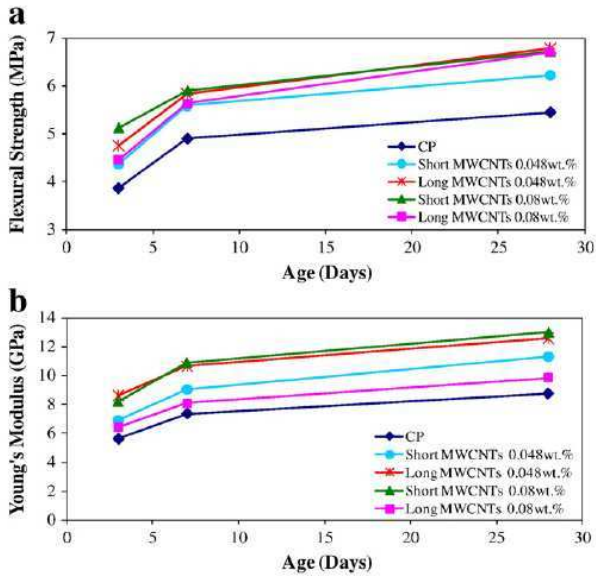 a
Flexural Strength (MPa)
7
6
5
4
3
CP
Short MWCNTs 0.048wt.%
Long MWCNTs 0.048wt.%
Short MWCNTs 0.08wt.%
Long MWCNTs 0.08wt.%
0 5 10 15 20 25 30
Age (Days)
b
Young's Modulus (GPa)
14
12
10
8
6
4
2
0
CP
Short MWCNTs 0.048wt.%
Long MWCNTs 0.048wt.%
Short MWCNTs 0.08wt.%
Long MWCNTs 0.08wt.%
0 5 10 15 20 25 30
Age (Days)